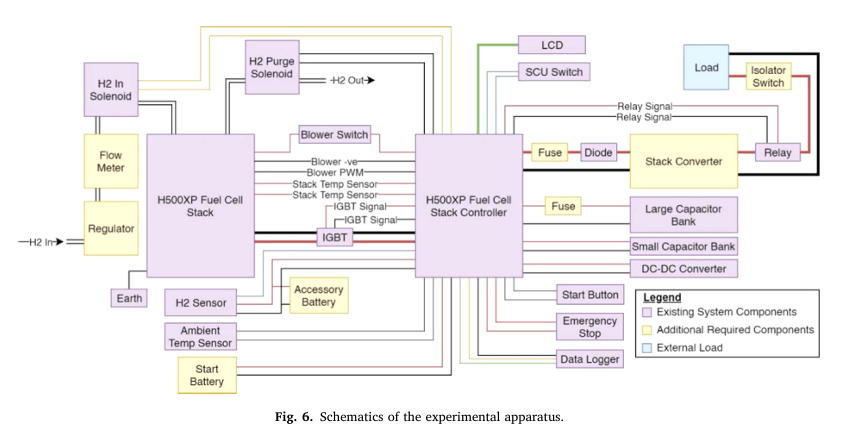 LCD
H2 Purge
Solenoid
H2 Out
SCU Switch
Load
Isolator
Switch
H2 In
Solenoid
Relay Signal
Relay Signal
Blower Switch
Flow
Meter
Fuse
Diode
Stack Converter
Relay
Blower -ve
Blower PWM
Stack Temp Sensor
Stack Temp Sensor
IGBT Signal
IGBT Signal
IGBT
H500XP Fuel Cell
Stack
H500XP Fuel Cell
Stack Controller
Fuse
Large Capacitor
Bank
Regulator
H2 In
Small Capacitor Bank
DC-DC Converter
Earth
H2 Sensor
Accessory
Battery
Start Button
Legend
Existing System Components
Additional Required Components
External Load
Ambient
Temp Sensor
Emergency
Stop
Data Logger
Start
Battery
Fig. 6. Schematics of the experimental apparatus.